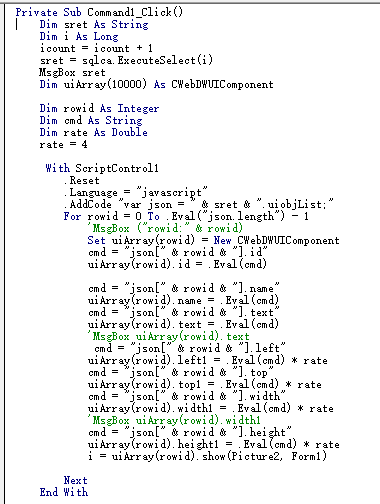 Private Sub Command1_Click()
Dim sret As String
Dim i As Long
icount = icount + 1
sret = sqlca.ExecuteSelect(i)
MsgBox sret
Dim uiArray(10000) As CWebDWUIComponent
Dim rowid As Integer
Dim cmd As String
Dim rate As Double
rate = 4
With ScriptControl1
.Reset
.Language = "javascript"
.AddCode "var json = " & sret & ".uiobjList;"
For rowid = 0 To .Eval("json.length") - 1
'MsgBox ("rowid:" & rowid)
Set uiArray(rowid) = New CWebDWUIComponent
cmd = "json[" & rowid & "].id"
uiArray(rowid).id = .Eval(cmd)
cmd = "json[" & rowid & "].name"
uiArray(rowid).name = .Eval(cmd)
cmd = "json[" & rowid & "].text"
uiArray(rowid).text = .Eval(cmd)
'MsgBox uiArray(rowid).text
cmd = "json[" & rowid & "].left"
uiArray(rowid).left1 = .Eval(cmd) * rate
cmd = "json[" & rowid & "].top"
uiArray(rowid).top1 = .Eval(cmd) * rate
cmd = "json[" & rowid & "].width"
uiArray(rowid).width1 = .Eval(cmd) * rate
'MsgBox uiArray(rowid).width1
cmd = "json[" & rowid & "].height"
uiArray(rowid).height1 = .Eval(cmd) * rate
i = uiArray(rowid).show(Picture2, Form1)
Next
End With